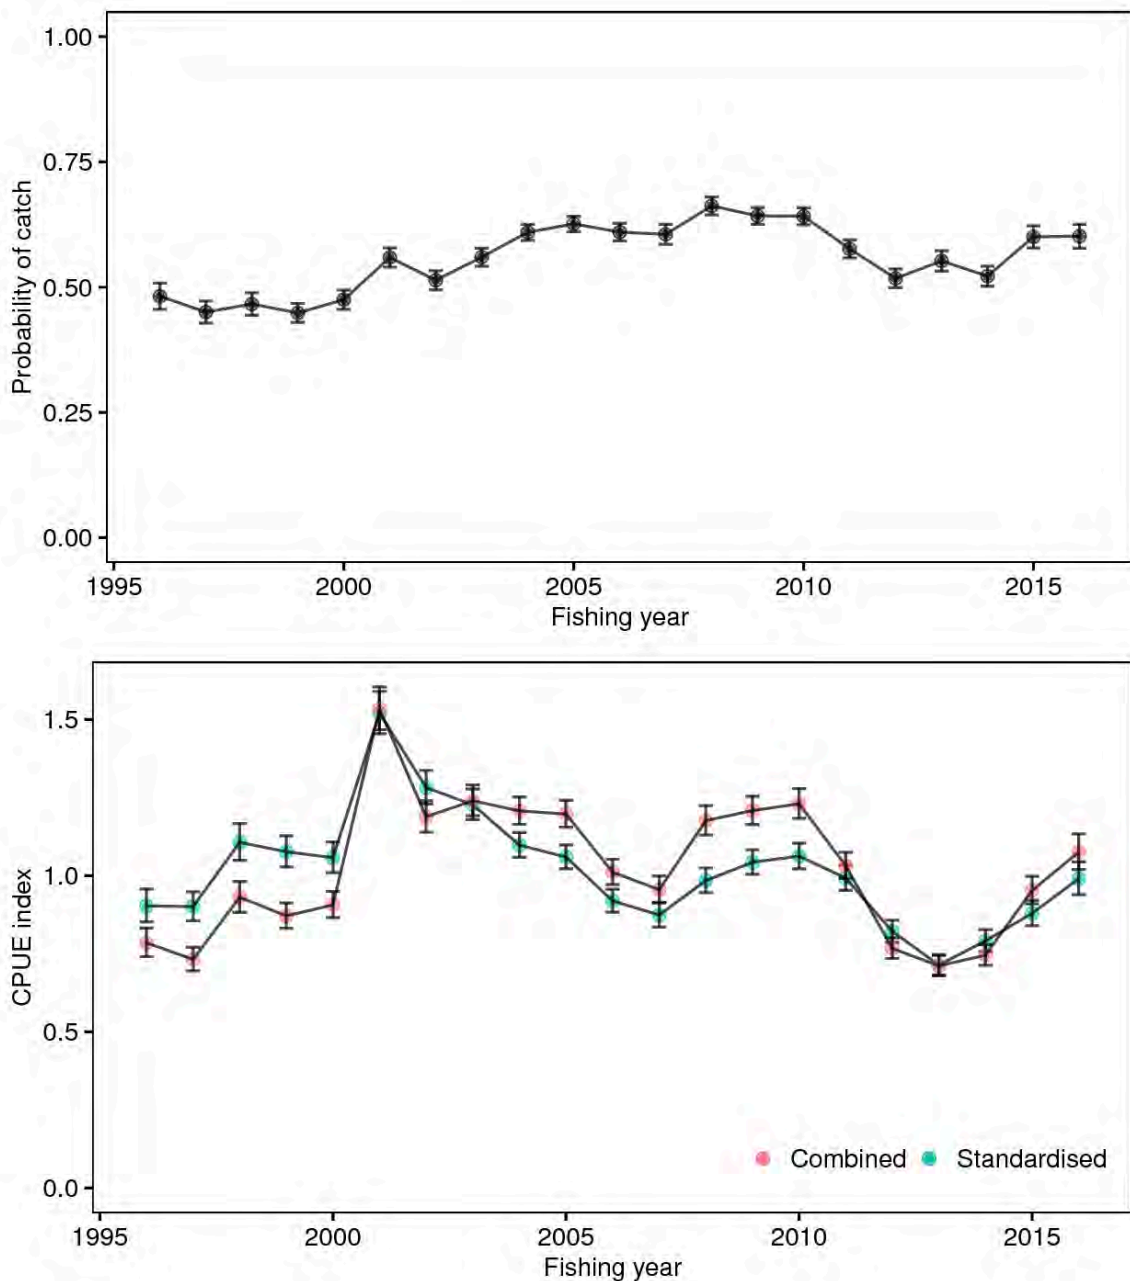 1.00
0.75
0.50
0.25
0.00
Probability of catch
1995 2000 2005 2010 2015
Fishing year
1.5
1.0
0.5
0.0
CPUE index
Combined Standardised
1995 2000 2005 2010 2015
Fishing year